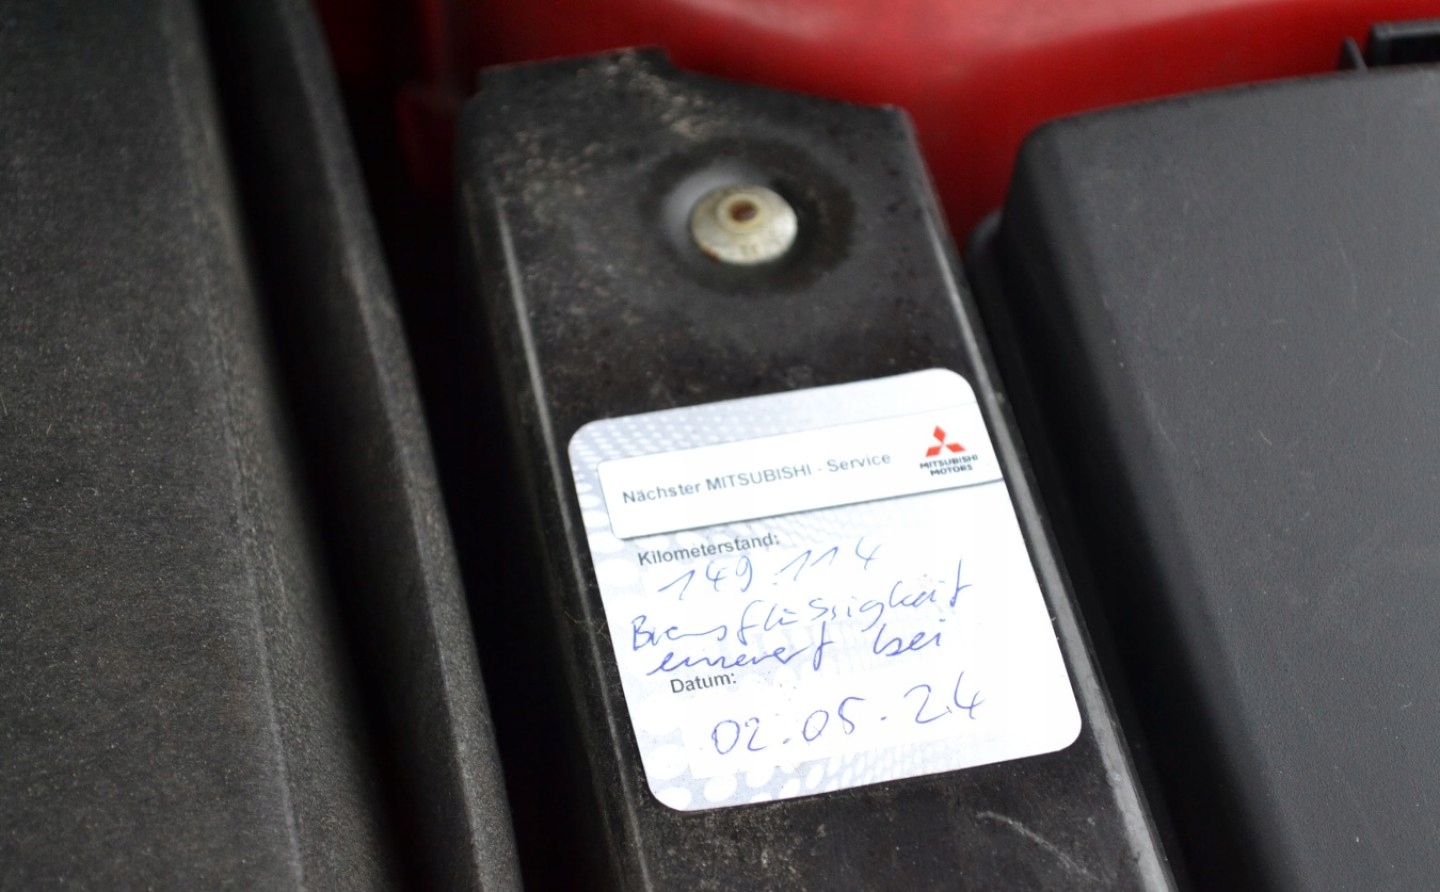 Nächster MITSUBISHI - Service
MITSUBISHI
MOTORS
Kilometerstand:
149.114
Bremsflüssigkeit
erneuert bei
Datum:
02.05.24